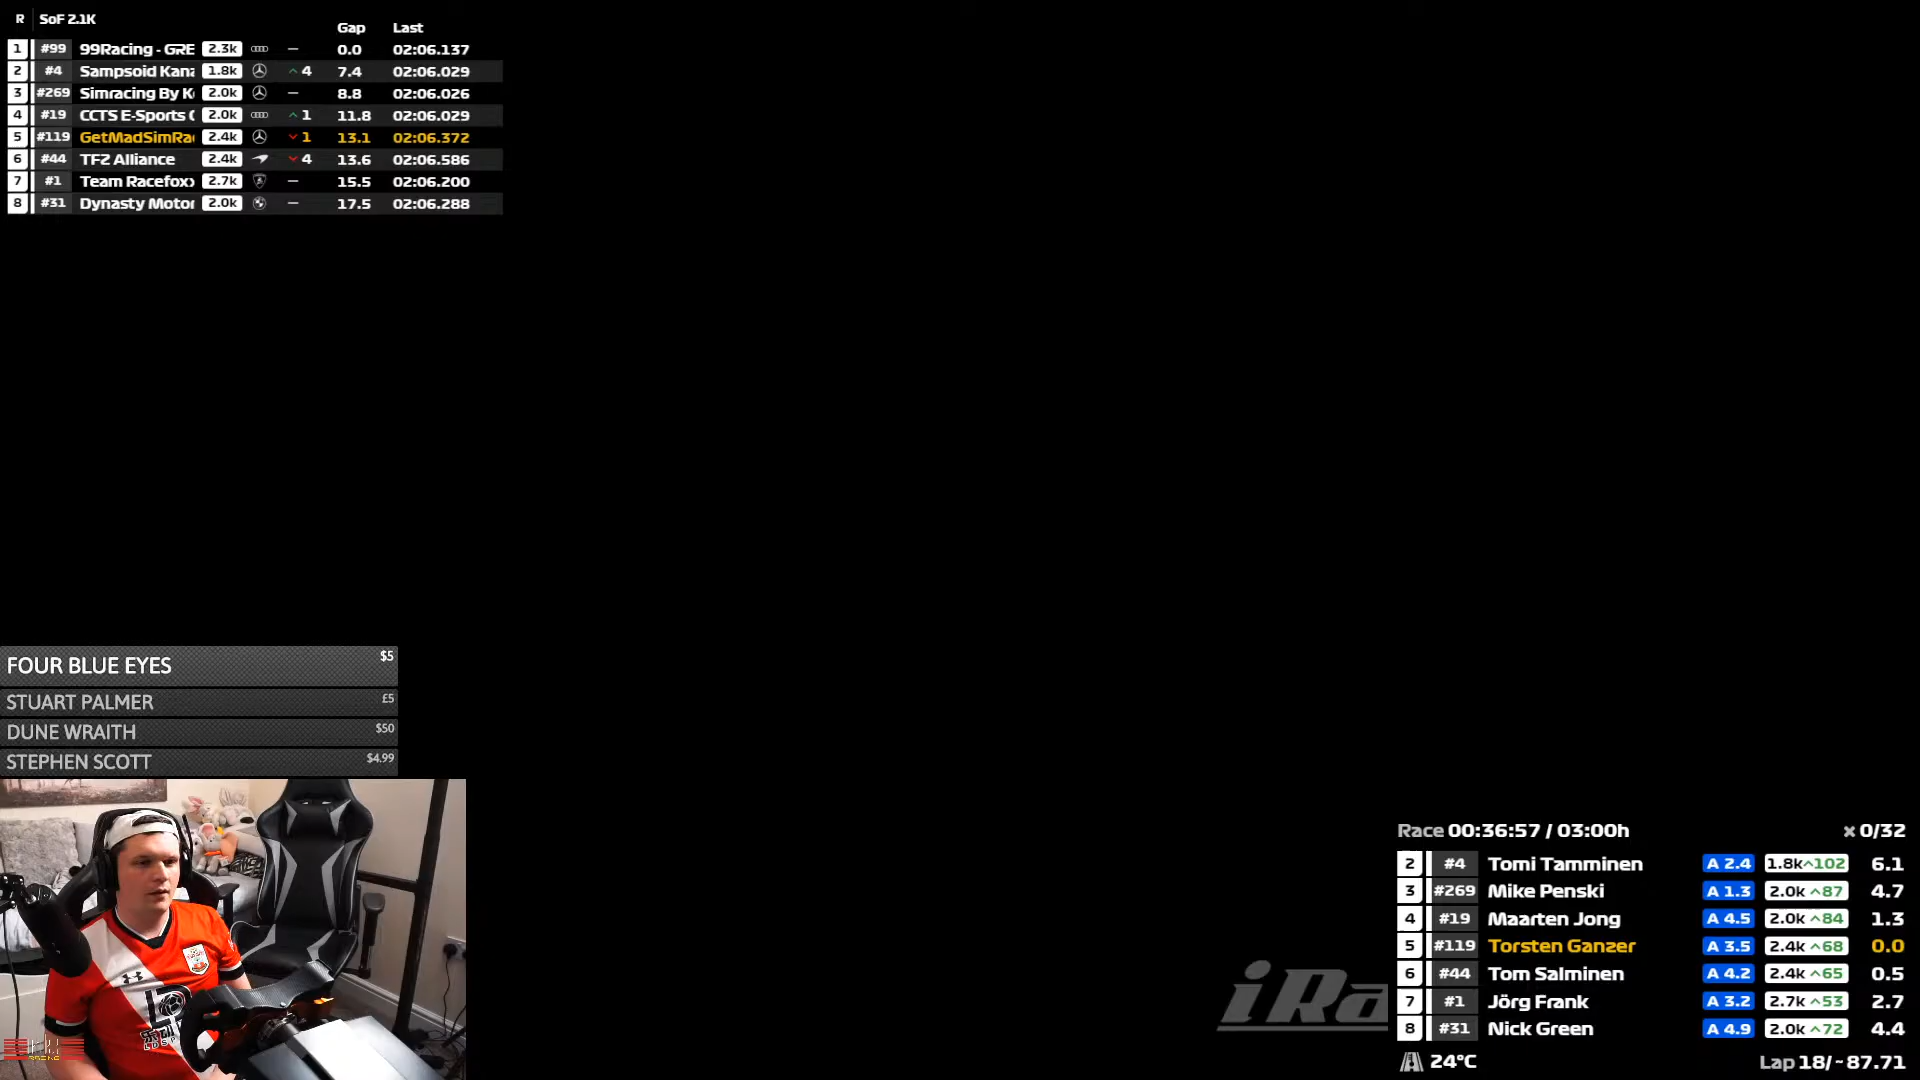 R SoF 2.1K
Gap Last
1 #99 99Racing - GRE 2.3k — 0.0 02:06.137
2 #4 Sampsoid Kana 1.8k ^ 4 7.4 02:06.029
3 #269 Simracing By K 2.0k — 8.8 02:06.026
4 #19 CCTS E-Sports 2.0k ^ 1 11.8 02:06.029
5 #119 GetMadSimRa 2.4k v 1 13.1 02:06.372
6 #44 TF2 Alliance 2.4k v 4 13.6 02:06.586
7 #1 Team Racefoxx 2.7k — 15.5 02:06.200
8 #31 Dynasty Motor 2.0k — 17.5 02:06.288
FOUR BLUE EYES $5
STUART PALMER £5
DUNE WRAITH $50
STEPHEN SCOTT $4.99
Race 00:36:57 / 03:00h × 0/32
2 #4 Tomi Tamminen A 2.4 1.8k^102 6.1
3 #269 Mike Penski A 1.3 2.0k ^87 4.7
4 #19 Maarten Jong A 4.5 2.0k ^84 1.3
5 #119 Torsten Ganzer A 3.5 2.4k ^68 0.0
6 #44 Tom Salminen A 4.2 2.4k ^65 0.5
7 #1 Jörg Frank A 3.2 2.7k ^53 2.7
8 #31 Nick Green A 4.9 2.0k ^72 4.4
iRa
24°C Lap 18/~87.71